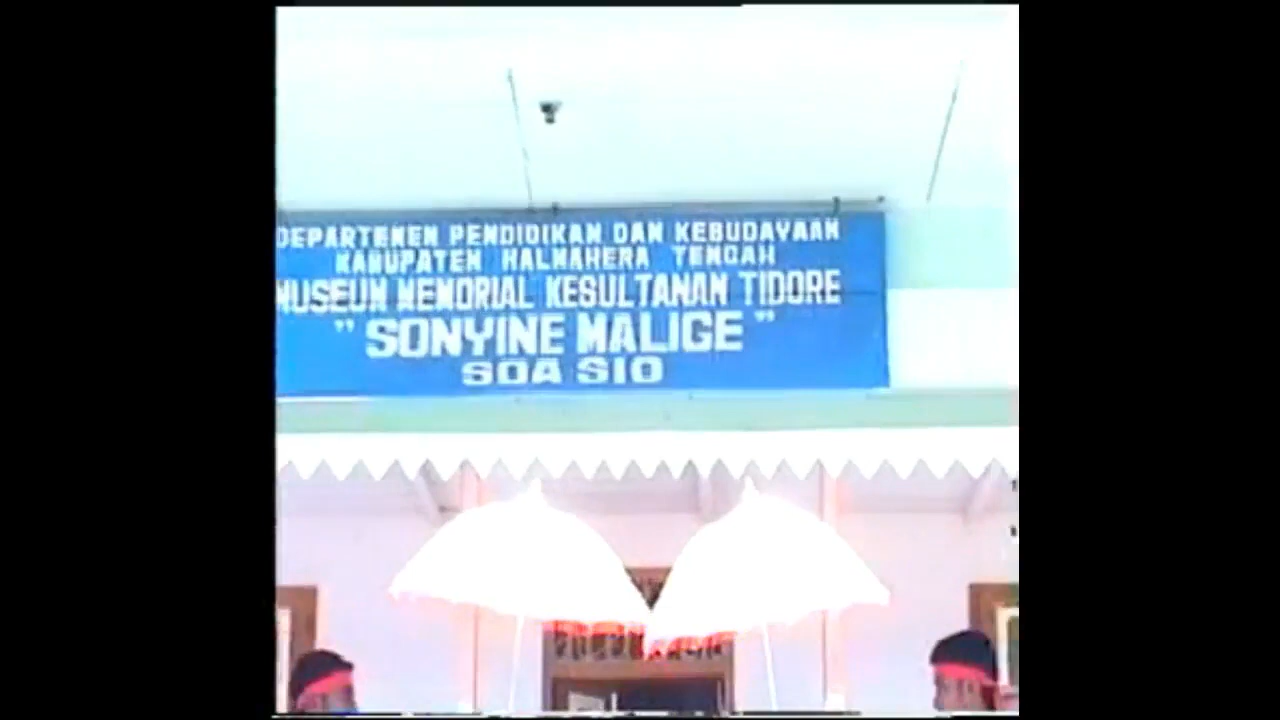 DEPARTEMEN PENDIDIKAN DAN KEBUDAYAAN
KABUPATEN HALMAHERA TENGAH
MUSEUM MEMORIAL KESULTANAN TIDORE
" SONYINE MALIGE "
SOA SIO